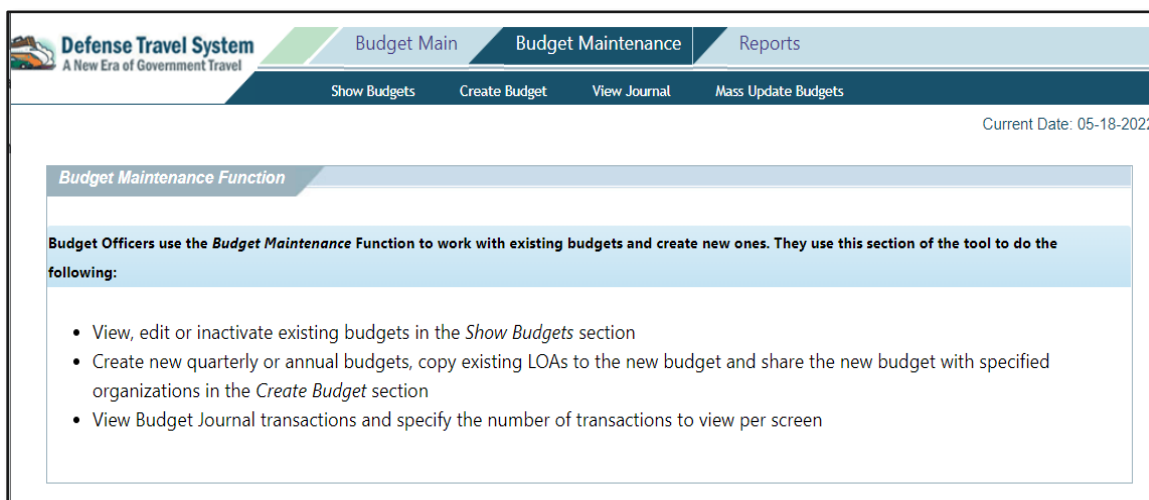 Defense Travel System
A New Era of Government Travel
Budget Main Budget Maintenance Reports
Show Budgets Create Budget View Journal Mass Update Budgets
Current Date: 05-18-2022
Budget Maintenance Function
Budget Officers use the Budget Maintenance Function to work with existing budgets and create new ones. They use this section of the tool to do the
following:
• View, edit or inactivate existing budgets in the Show Budgets section
• Create new quarterly or annual budgets, copy existing LOAs to the new budget and share the new budget with specified
organizations in the Create Budget section
• View Budget Journal transactions and specify the number of transactions to view per screen